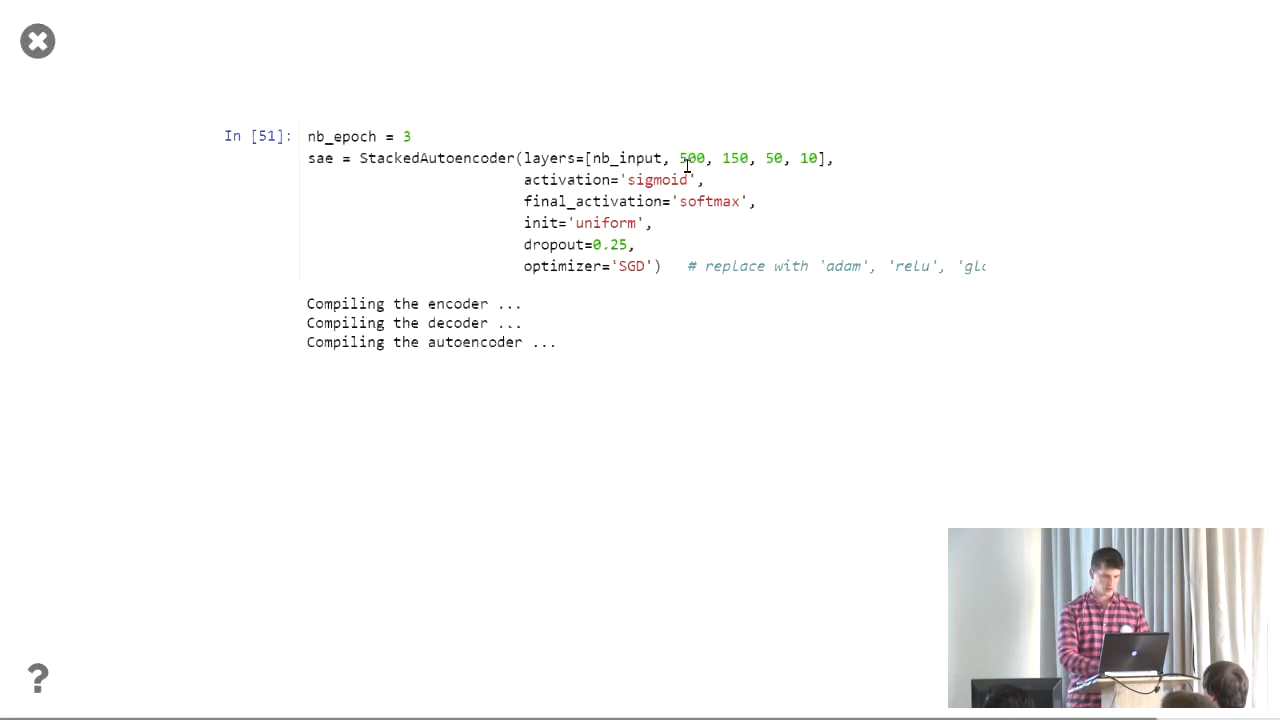 In [51]: nb_epoch = 3
sae = StackedAutoencoder(layers=[nb_input, 500, 150, 50, 10],
activation='sigmoid',
final_activation='softmax',
init='uniform',
dropout=0.25,
optimizer='SGD') # replace with 'adam', 'relu', 'glo
Compiling the encoder ...
Compiling the decoder ...
Compiling the autoencoder ...
?